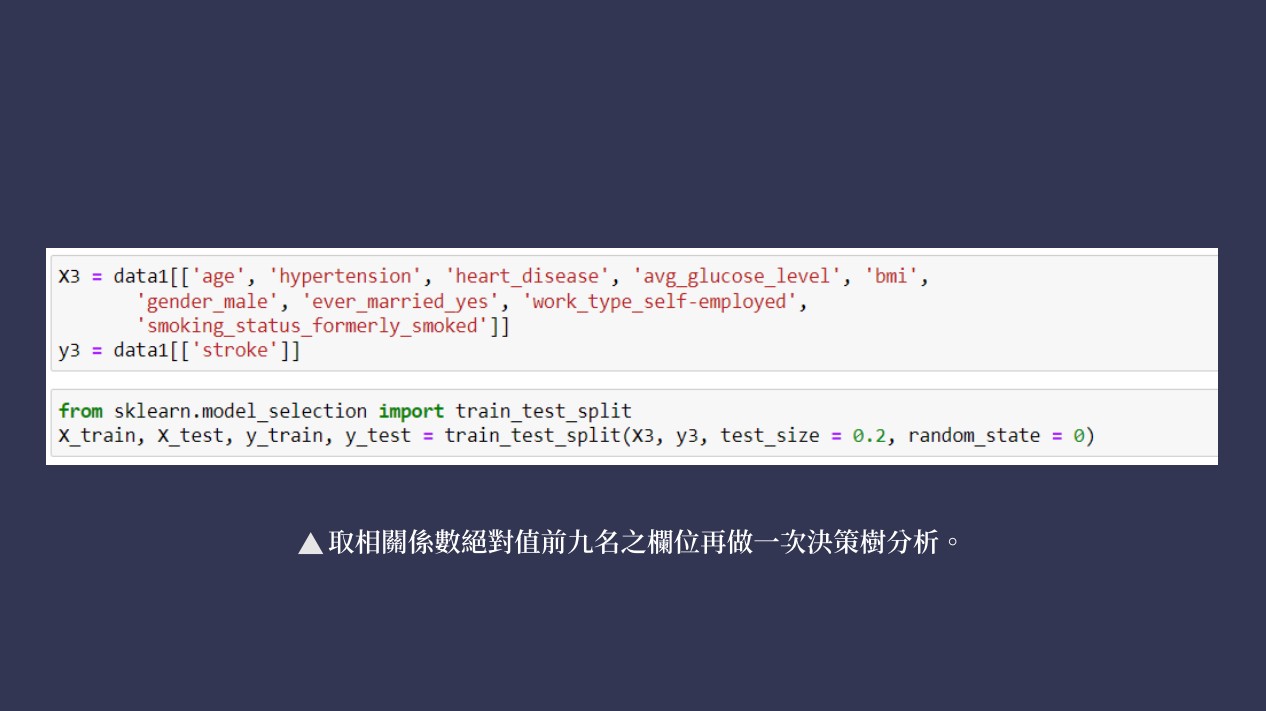 X3 = data1[['age', 'hypertension', 'heart_disease', 'avg_glucose_level', 'bmi',
'gender_male', 'ever_married_yes', 'work_type_self-employed',
'smoking_status_formerly_smoked']]
y3 = data1[['stroke']]
from sklearn.model_selection import train_test_split
X_train, X_test, y_train, y_test = train_test_split(X3, y3, test_size = 0.2, random_state = 0)
▲取相關係數絕對值前九名之欄位再做一次決策樹分析。